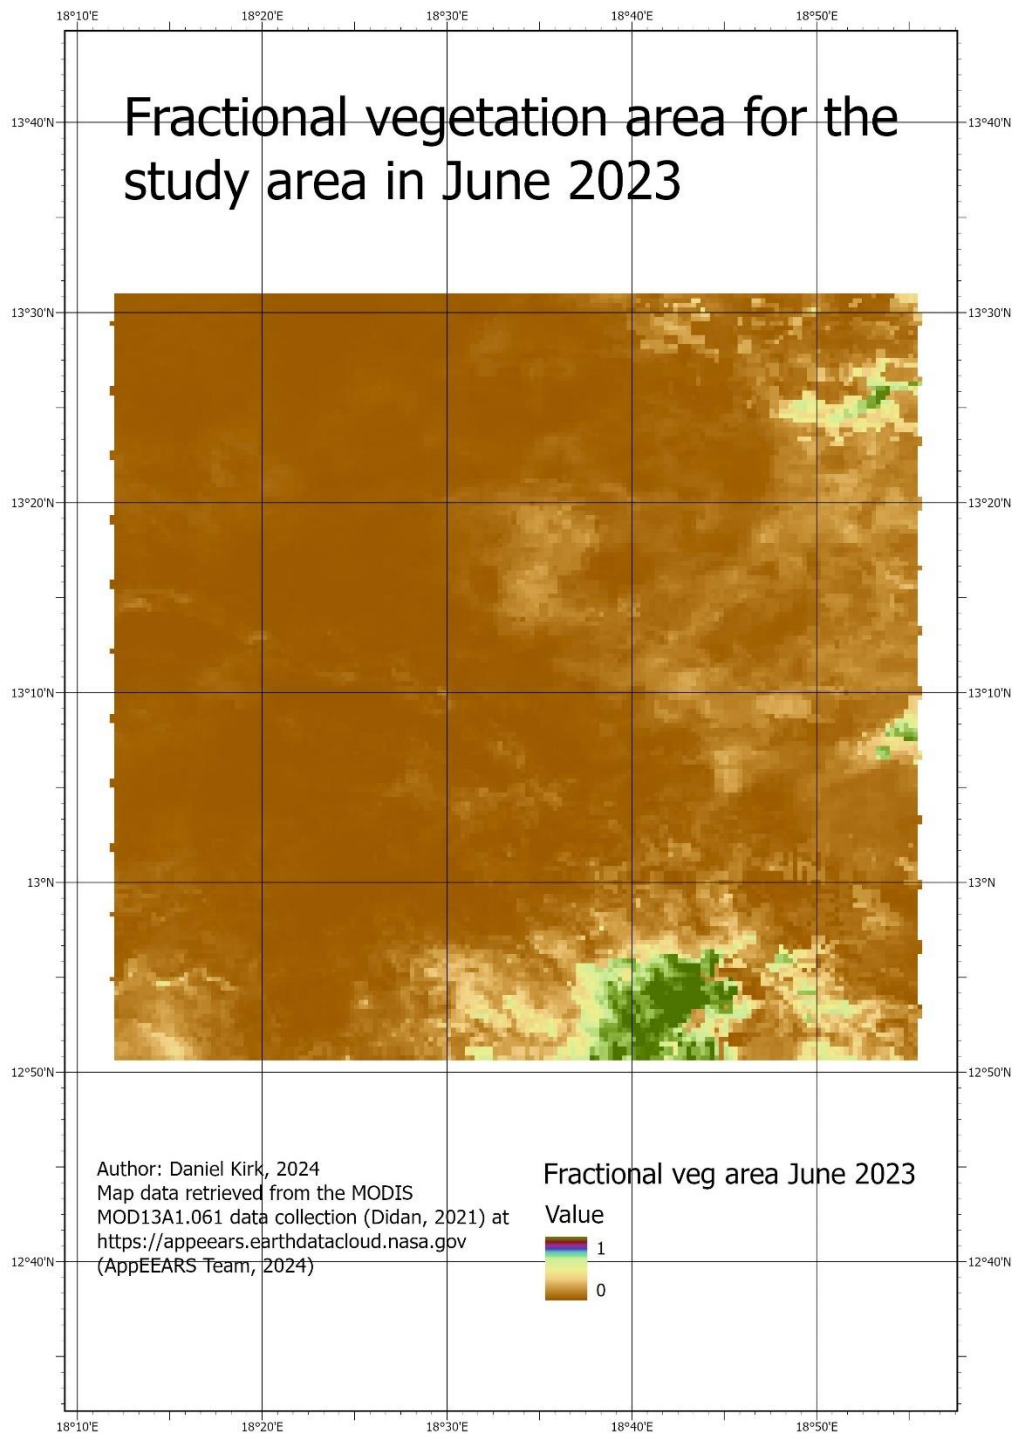 18°10'E 18°20'E 18°30'E 18°40'E 18°50'E
Fractional vegetation area for the
study area in June 2023
13°40'N 13°40'N
13°30'N 13°30'N
13°20'N 13°20'N
13°10'N 13°10'N
13°N 13°N
12°50'N 12°50'N
Author: Daniel Kirk, 2024
Map data retrieved from the MODIS
MOD13A1.061 data collection (Didan, 2021) at
https://appeears.earthdatacloud.nasa.gov
(AppEEARS Team, 2024)
Fractional veg area June 2023
Value
1
0
12°40'N 12°40'N
18°10'E 18°20'E 18°30'E 18°40'E 18°50'E